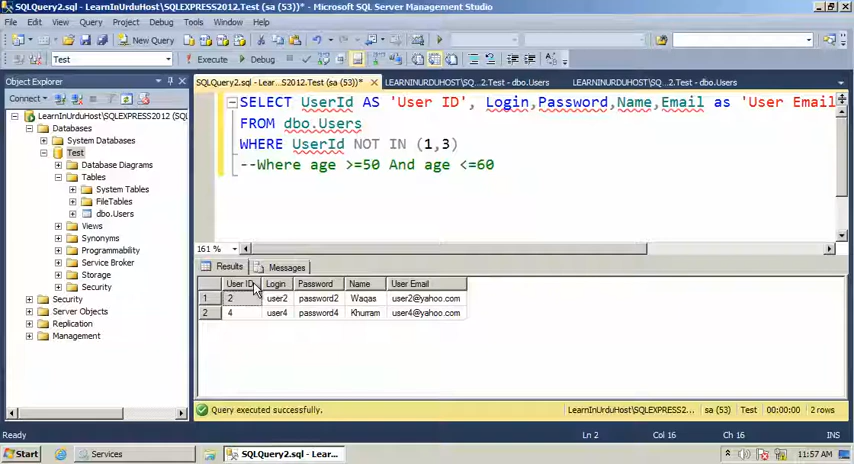 SQLQuery2.sql - LearnInUrduHost\SQLEXPRESS2012.Test (sa (53))* - Microsoft SQL Server Management Studio
File Edit View Query Project Debug Tools Window Help
New Query
Test Execute Debug
Object Explorer
SQLQuery2.sql - Lear...S2012.Test (sa (53))*
LEARNINURDUHOST\SQ...2.Test - dbo.Users
LEARNINURDUHOST\SQ...2.Test - dbo.Users
Connect
LearnInUrduHost\SQLEXPRESS2012 (SQL
Databases
System Databases
Test
Database Diagrams
Tables
System Tables
FileTables
dbo.Users
Views
Synonyms
Programmability
Service Broker
Storage
Security
Security
Server Objects
Replication
Management
SELECT UserId AS 'User ID', Login,Password,Name,Email as 'User Email
FROM dbo.Users
WHERE UserId NOT IN (1,3)
--Where age >=50 And age <=60
161 %
Results Messages
User ID Login Password Name User Email
1 2 user2 password2 Waqas user2@yahoo.com
2 4 user4 password4 Khurram user4@yahoo.com
Query executed successfully.
LearnInUrduHost\SQLEXPRESS2... sa (53) Test 00:00:00 2 rows
Ready Ln 2 Col 16 Ch 16 INS
Start Services SQLQuery2.sql - Lear... 11:57 AM